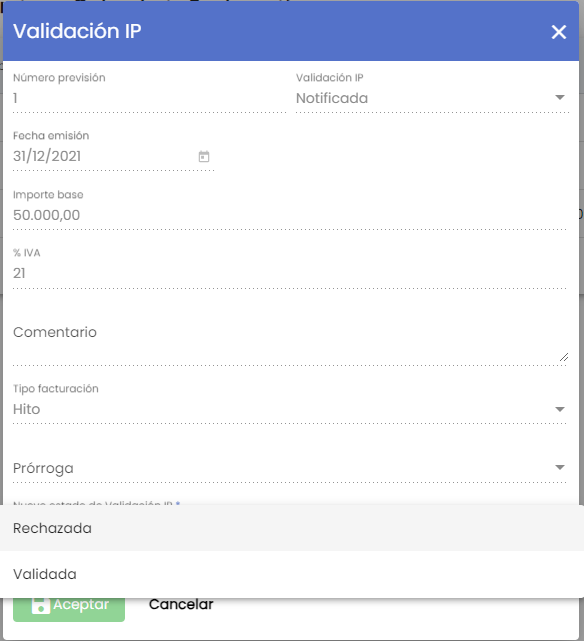 Validación IP
Número previsión
Validación IP
1
Notificada
Fecha emisión
31/12/2021
Importe base
50.000,00
% IVA
21
Comentario
Tipo facturación
Hito
Prórroga
Nuevo estado de Validación IP *
Rechazada
Validada
Aceptar
Cancelar